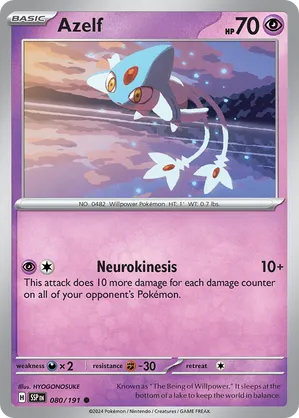 BASIC
Azelf
HP 70
NO. 0482 Willpower Pokémon HT: 1' WT: 0.7 lbs.
Neurokinesis 10+
This attack does 10 more damage for each damage counter
on all of your opponent's Pokémon.
weakness ×2 resistance -30 retreat
Illus. HYOGONOSUKE
H SSP EN 080/191
Known as "The Being of Willpower." It sleeps at the
bottom of a lake to keep the world in balance.
©2024 Pokémon / Nintendo / Creatures / GAME FREAK